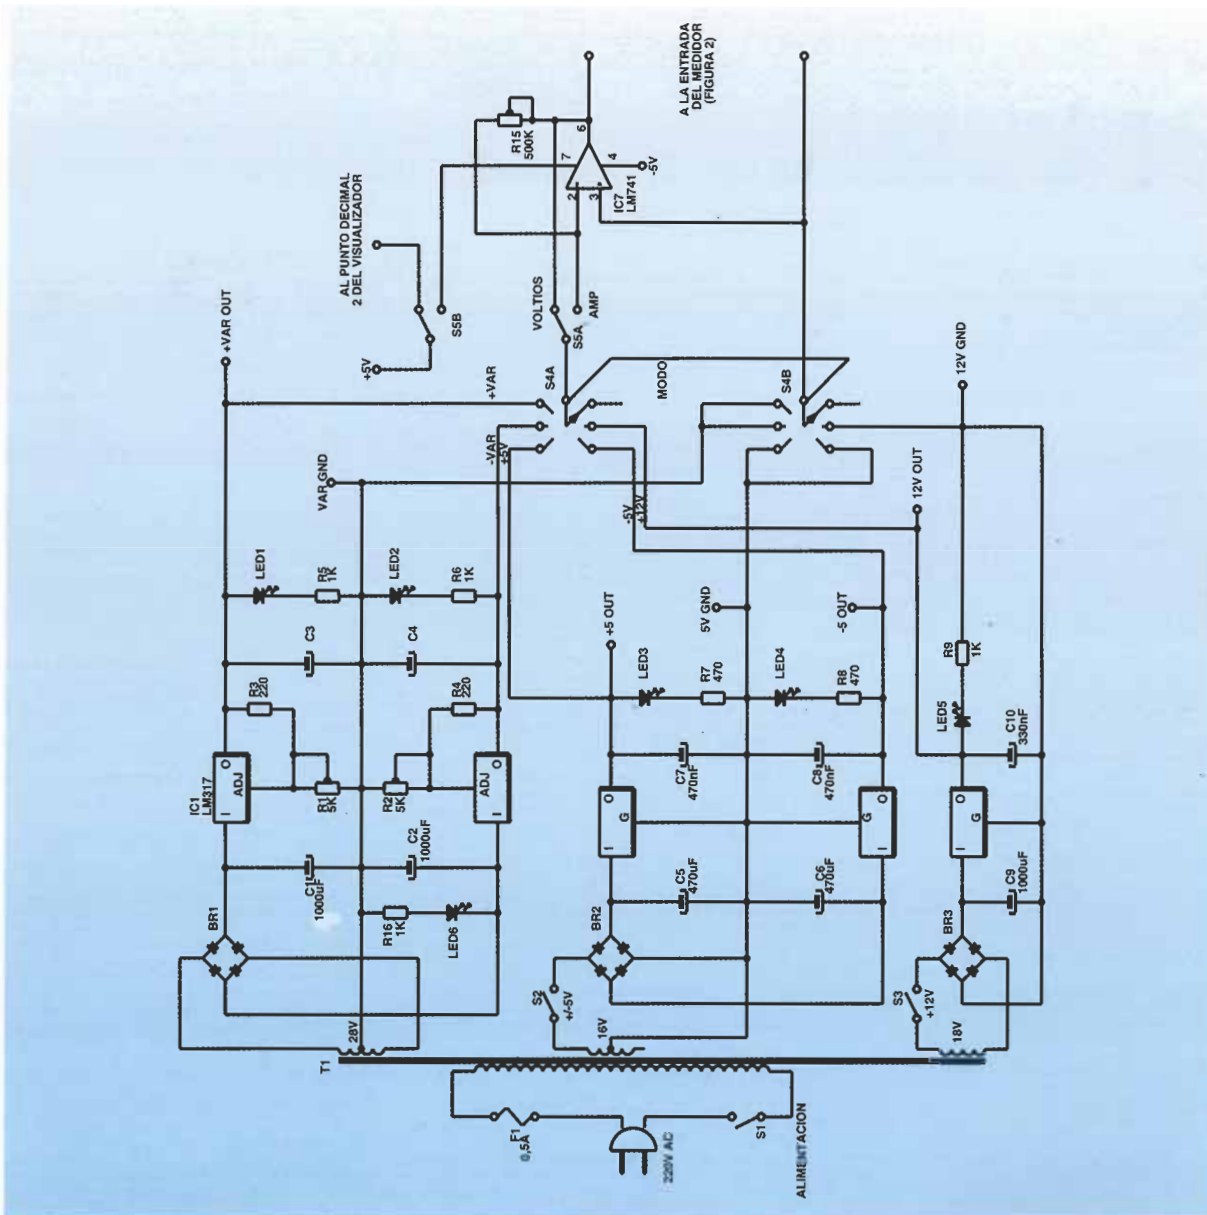 A LA ENTRADA
DEL MEDIDOR
(FIGURA 2)
R15
500K
6
7
4
-5V
2
3
IC7
LM741
AL PUNTO DECIMAL
2 DEL VISUALIZADOR
+5V
S5B
VOLTIOS
AMP
S5A
+VAR OUT
+VAR
S4A
MODO
S4B
-VAR
+5V
VAR GND
-5V
+12V
12V GND
12V OUT
LED1
R5
1K
LED2
R6
1K
C3
C4
R3
220
R4
220
IC1
LM317
I
O
ADJ
R1
5K
R2
5K
I
O
ADJ
C1
1000uF
C2
1000uF
BR1
R16
1K
LED6
T1
28V
+5 OUT
5V GND
-5 OUT
LED3
R7
470
LED4
R8
470
C7
470nF
C8
470nF
I
O
G
I
O
G
C5
470uF
C6
470uF
BR2
S2
+/-5V
16V
R9
1K
LED5
C10
330nF
I
O
G
C9
1000uF
BR3
S3
+12V
18V
F1
0,5A
220V AC
S1
ALIMENTACION